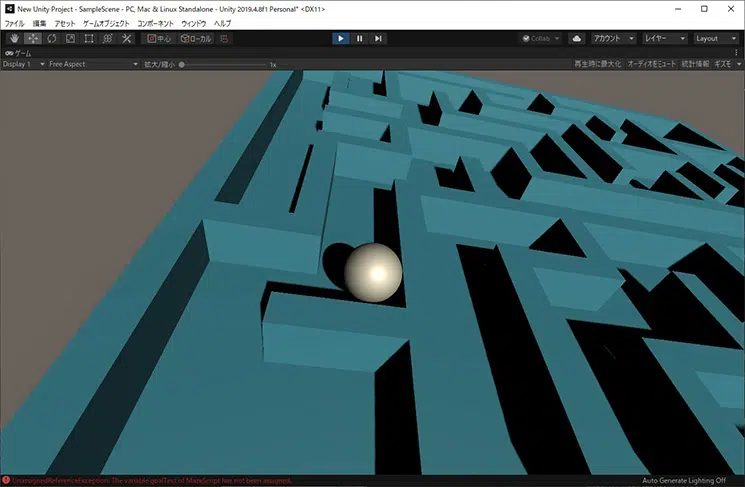 New Unity Project - SampleScene - PC, Mac & Linux Standalone - Unity 2019.4.8f1 Personal* <DX11>
ファイル 編集 アセット ゲームオブジェクト コンポーネント ウィンドウ ヘルプ
中心 ローカル Collab アカウント レイヤー Layout
ゲーム
Display 1 Free Aspect 拡大/縮小 1x 再生時に最大化 オーディオをミュート 統計情報 ギズモ
UnassignedReferenceException: The variable goalText of MazeScript has not been assigned.
Auto Generate Lighting Off